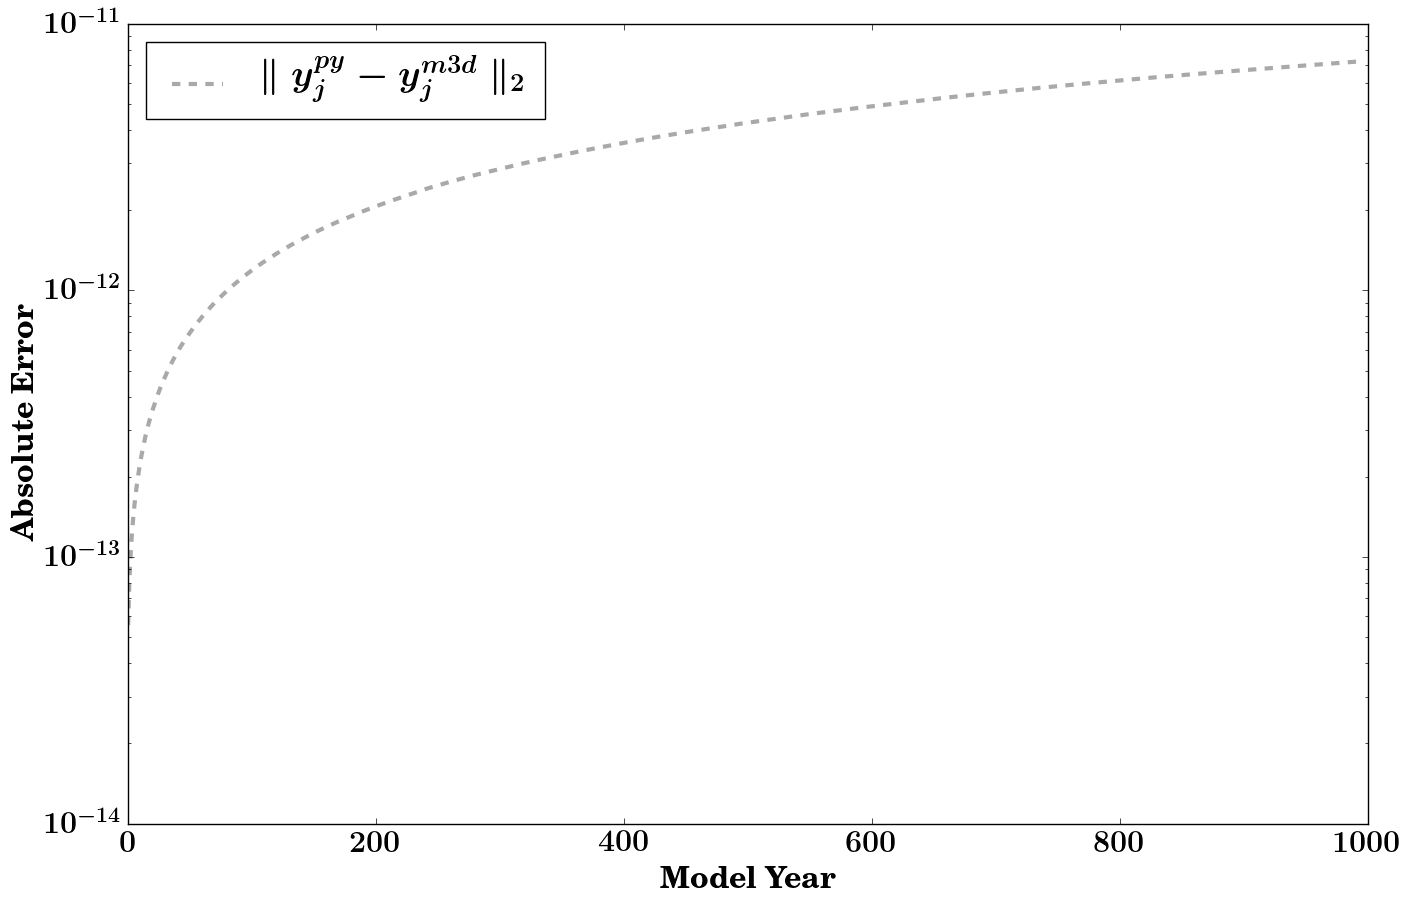 10⁻¹¹
∥ y_j^{py} − y_j^{m3d} ∥₂
10⁻¹²
Absolute Error
10⁻¹³
10⁻¹⁴
0 200 400 600 800 1000
Model Year